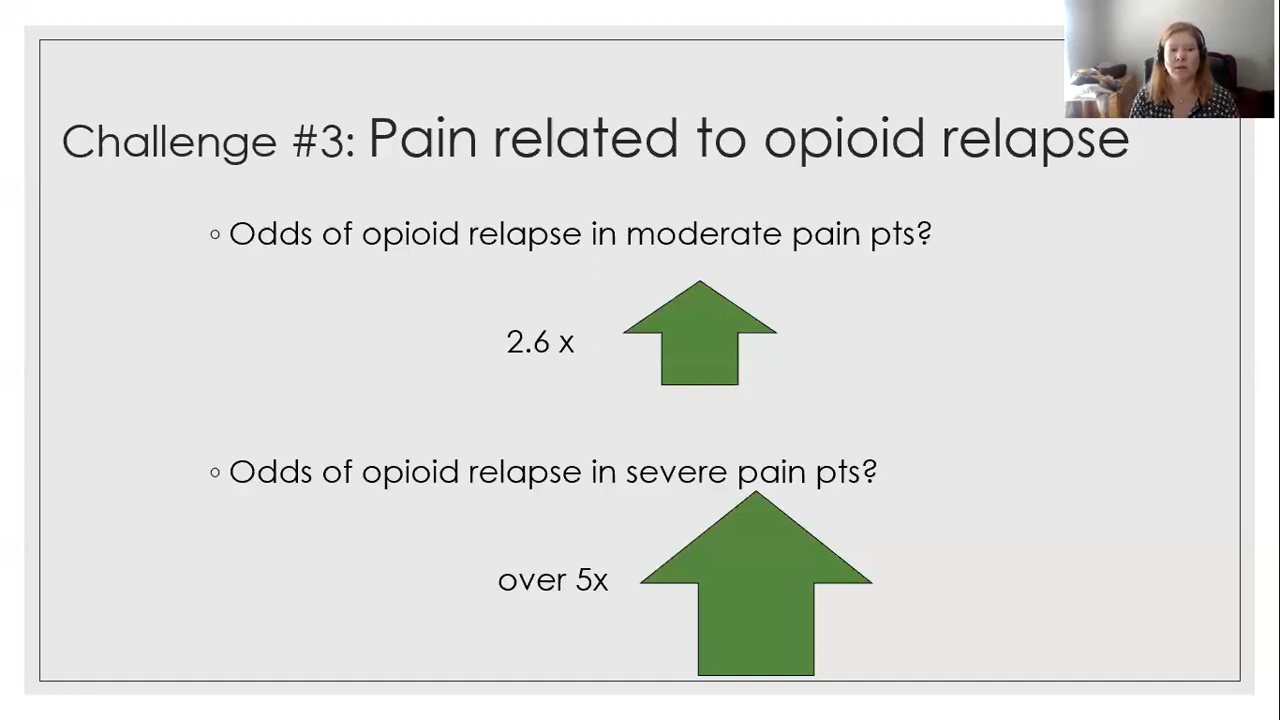 Challenge #3: Pain related to opioid relapse
◦ Odds of opioid relapse in moderate pain pts?
2.6 x
◦ Odds of opioid relapse in severe pain pts?
over 5x